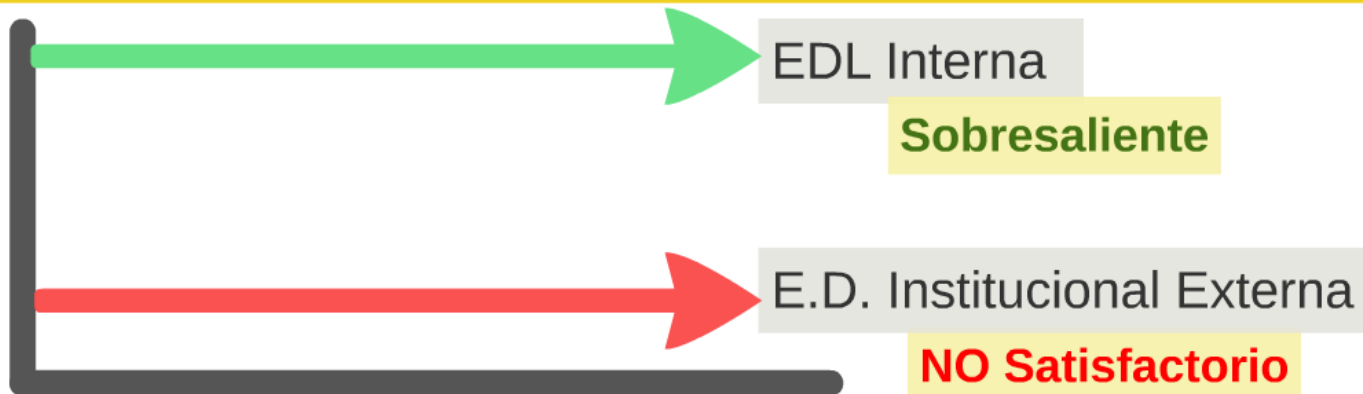 EDL Interna
Sobresaliente
E.D. Institucional Externa
NO Satisfactorio